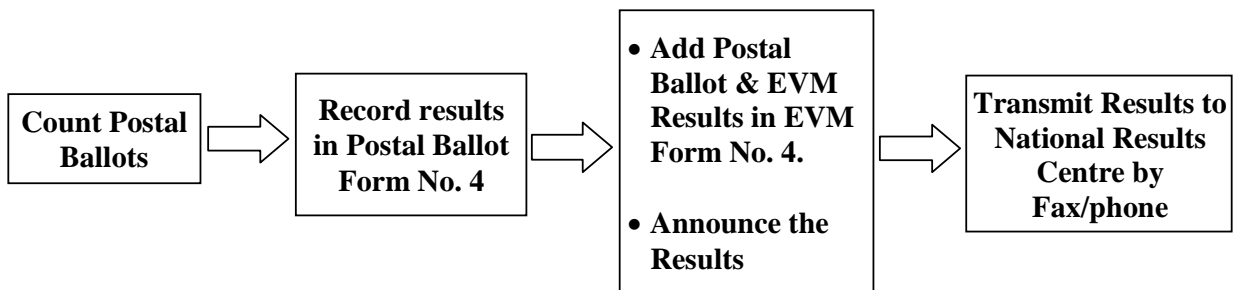 Count Postal
Ballots
Record results
in Postal Ballot
Form No. 4
• Add Postal
Ballot & EVM
Results in EVM
Form No. 4.
• Announce the
Results
Transmit Results to
National Results
Centre by
Fax/phone